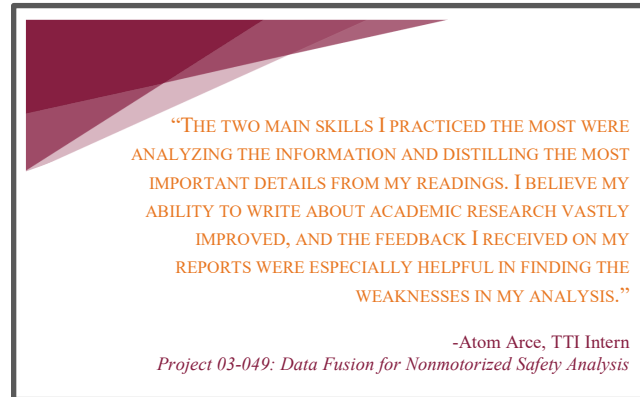 “THE TWO MAIN SKILLS I PRACTICED THE MOST WERE
ANALYZING THE INFORMATION AND DISTILLING THE MOST
IMPORTANT DETAILS FROM MY READINGS. I BELIEVE MY
ABILITY TO WRITE ABOUT ACADEMIC RESEARCH VASTLY
IMPROVED, AND THE FEEDBACK I RECEIVED ON MY
REPORTS WERE ESPECIALLY HELPFUL IN FINDING THE
WEAKNESSES IN MY ANALYSIS.”
-Atom Arce, TTI Intern
Project 03-049: Data Fusion for Nonmotorized Safety Analysis